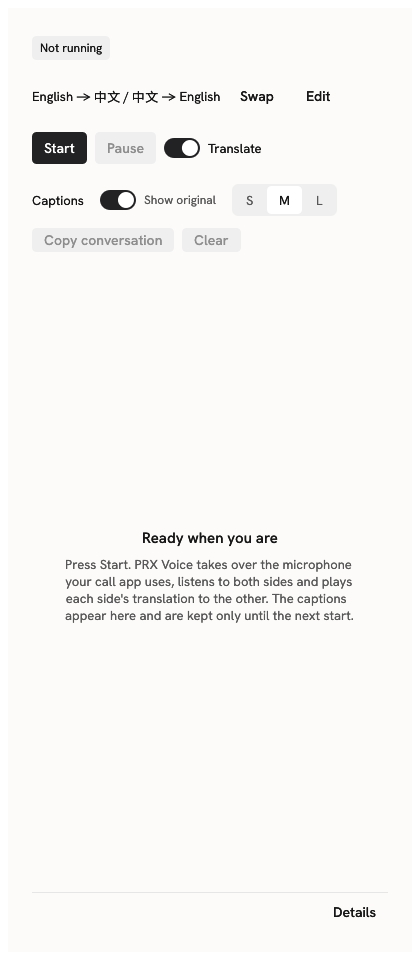 Not running
English → 中文 / 中文 → English Swap Edit
Start Pause Translate
Captions Show original S M L
Copy conversation Clear
Ready when you are
Press Start. PRX Voice takes over the microphone
your call app uses, listens to both sides and plays
each side's translation to the other. The captions
appear here and are kept only until the next start.
Details